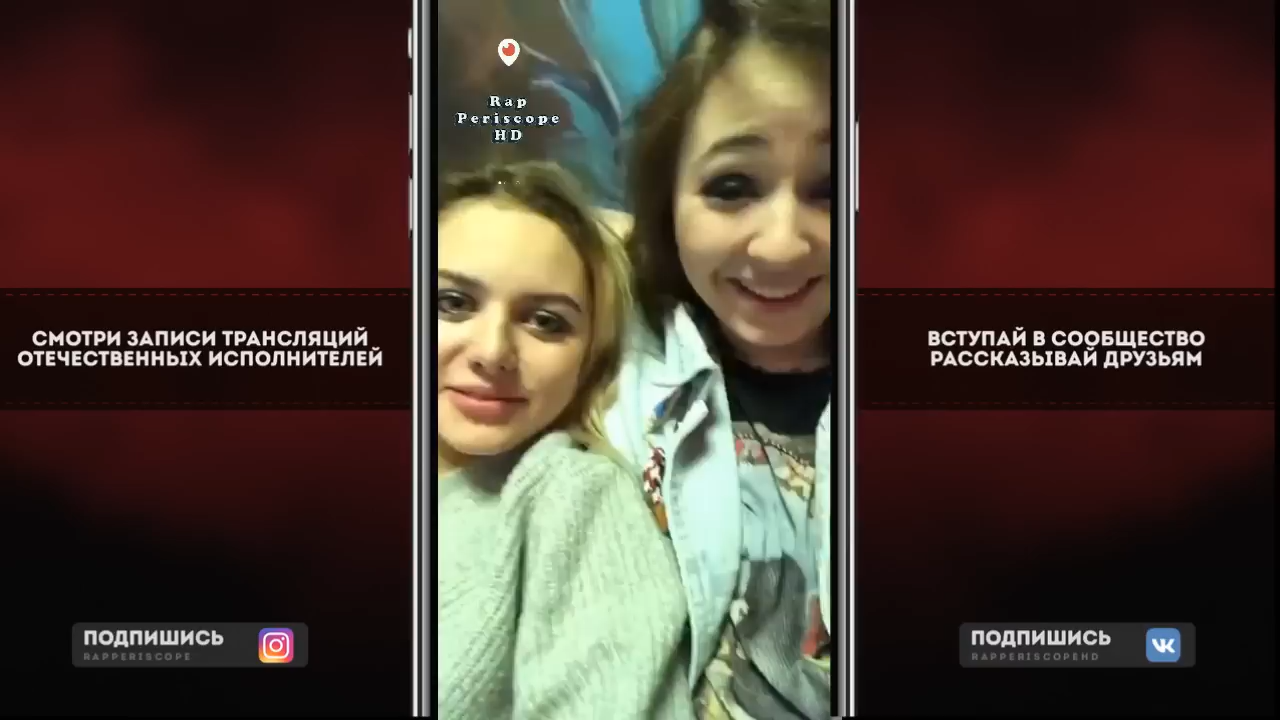 Rap
Periscope
HD
СМОТРИ ЗАПИСИ ТРАНСЛЯЦИЙ
ОТЕЧЕСТВЕННЫХ ИСПОЛНИТЕЛЕЙ
ВСТУПАЙ В СООБЩЕСТВО
РАССКАЗЫВАЙ ДРУЗЬЯМ
ПОДПИШИСЬ
RAPPERISCOPE
ПОДПИШИСЬ
RAPPERISCOPEHD